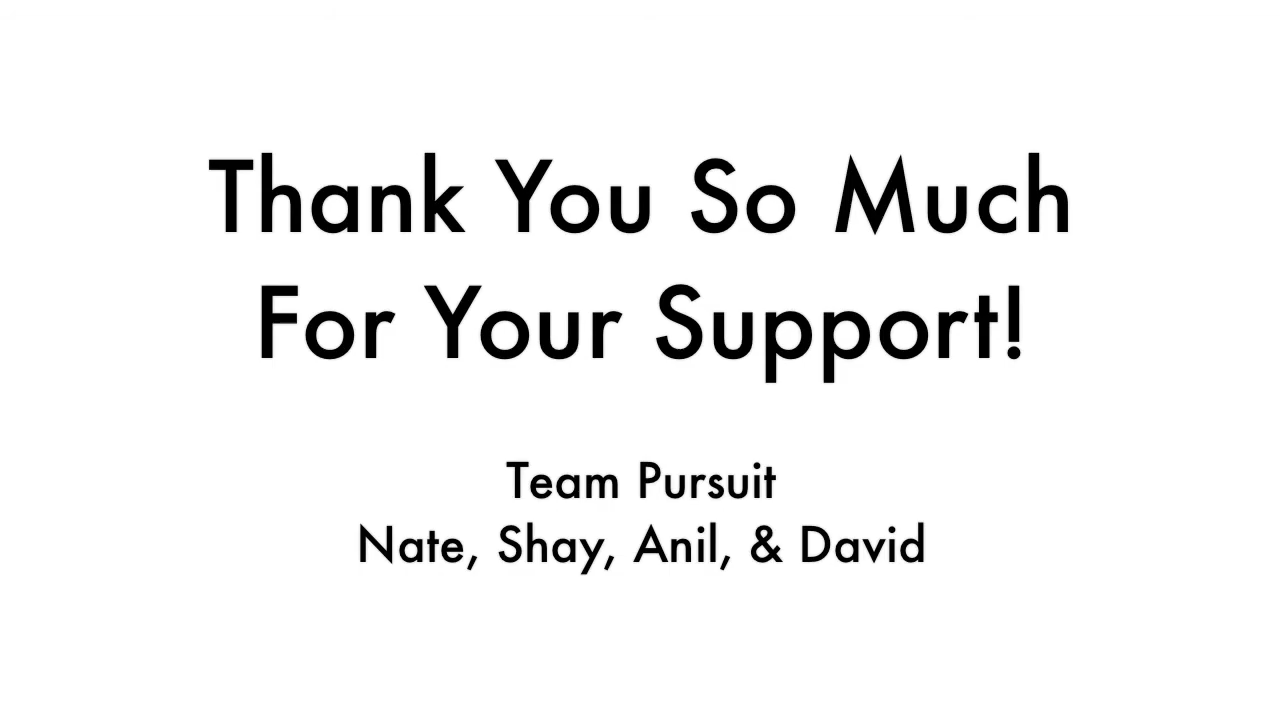 Thank You So Much
For Your Support!
Team Pursuit
Nate, Shay, Anil, & David